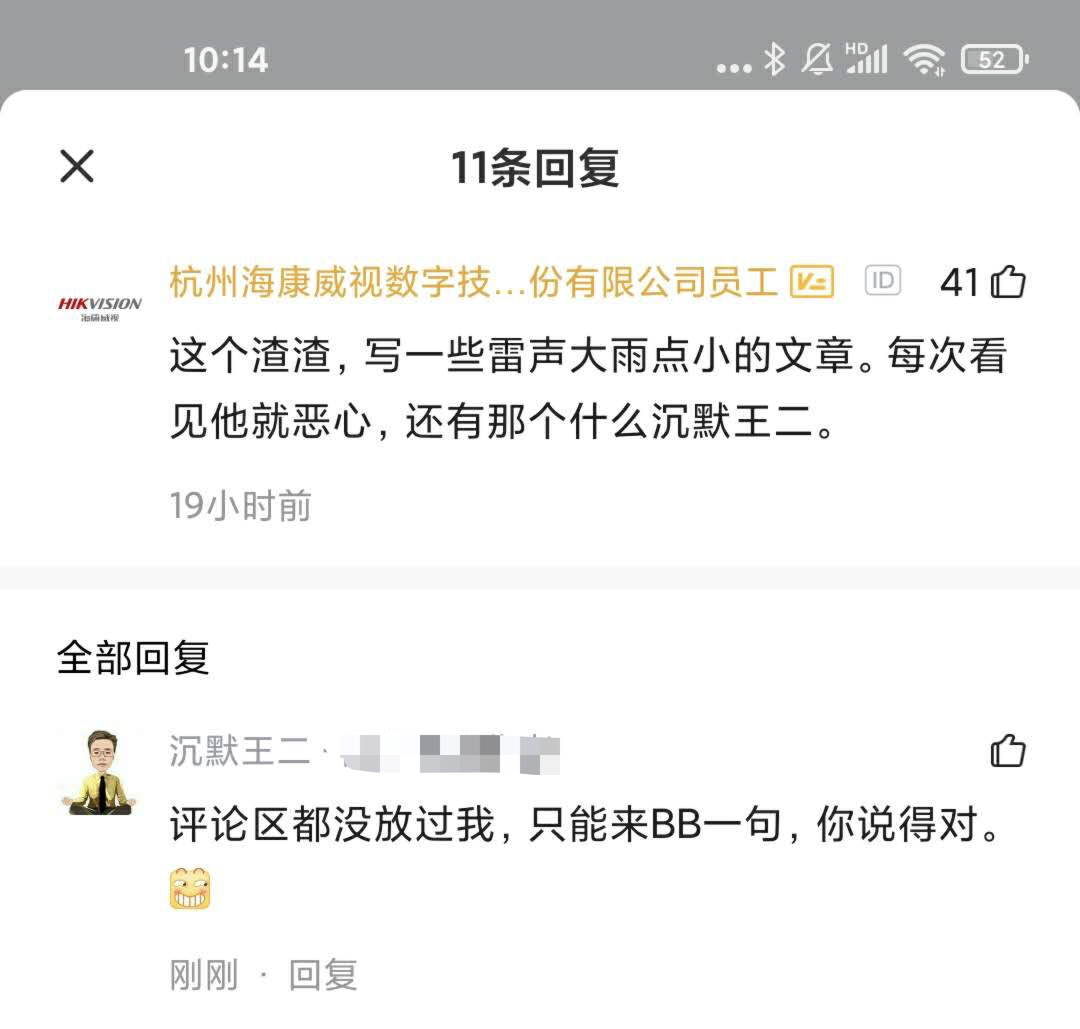 10:14
HD
52
11条回复
HIKVISION
海康威视
杭州海康威视数字技...份有限公司员工
ID
41
这个渣渣，写一些雷声大雨点小的文章。每次看
见他就恶心，还有那个什么沉默王二。
19小时前
全部回复
沉默王二·
评论区都没放过我，只能来BB一句，你说得对。
刚刚 · 回复